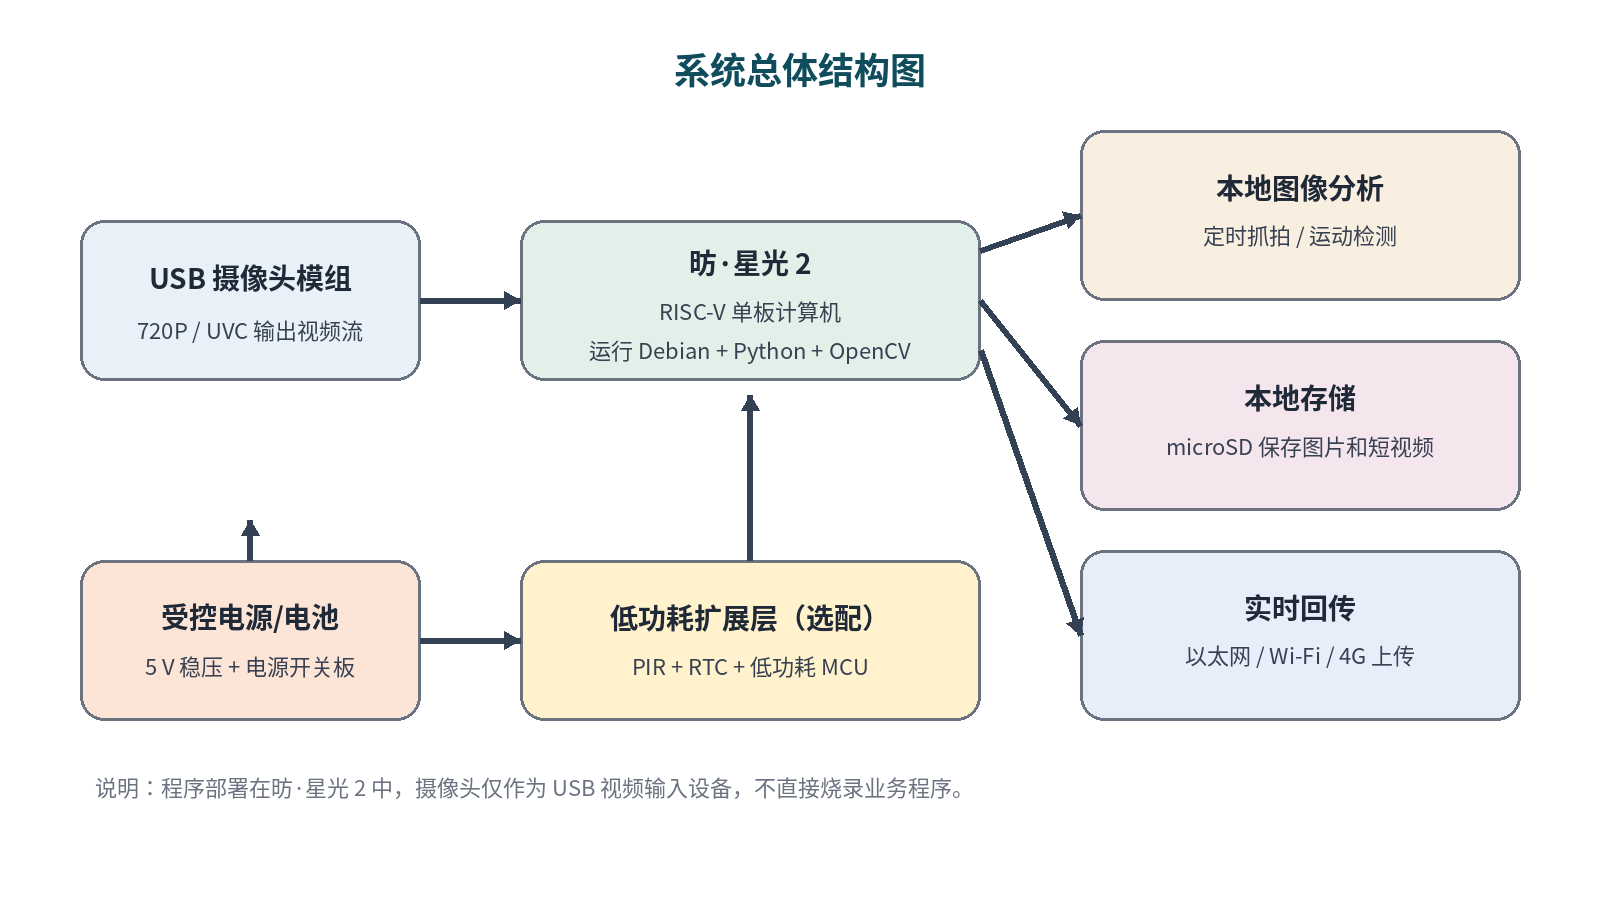 系统总体结构图
USB 摄像头模组
720P / UVC 输出视频流
昉·星光 2
RISC-V 单板计算机
运行 Debian + Python + OpenCV
本地图像分析
定时抓拍 / 运动检测
本地存储
microSD 保存图片和短视频
受控电源/电池
5 V 稳压 + 电源开关板
低功耗扩展层（选配）
PIR + RTC + 低功耗 MCU
实时回传
以太网 / Wi-Fi / 4G 上传
说明：程序部署在昉·星光 2 中，摄像头仅作为 USB 视频输入设备，不直接烧录业务程序。